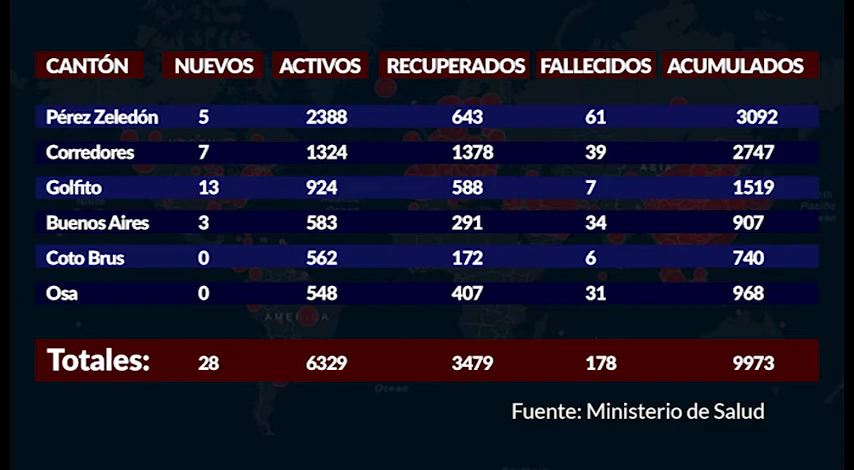 CANTÓN NUEVOS ACTIVOS RECUPERADOS FALLECIDOS ACUMULADOS
Pérez Zeledón 5 2388 643 61 3092
Corredores 7 1324 1378 39 2747
Golfito 13 924 588 7 1519
Buenos Aires 3 583 291 34 907
Coto Brus 0 562 172 6 740
Osa 0 548 407 31 968
AMERICA
Totales: 28 6329 3479 178 9973
Ocean
Fuente: Ministerio de Salud